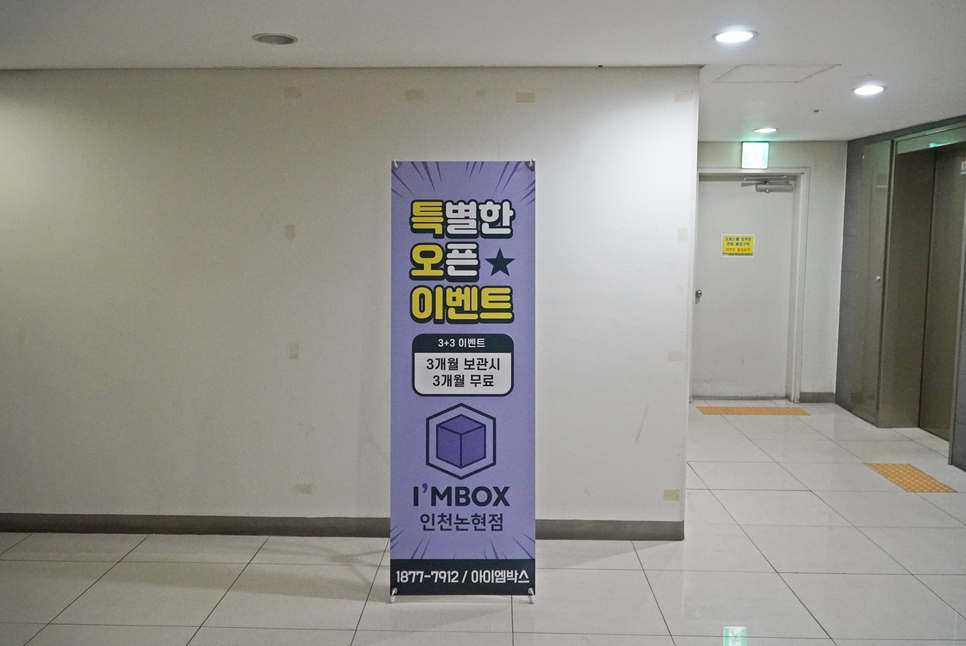 특별한
오픈★
이벤트
3+3 이벤트
3개월 보관시
3개월 무료
I'MBOX
인천논현점
1877-7912 / 아이엠박스